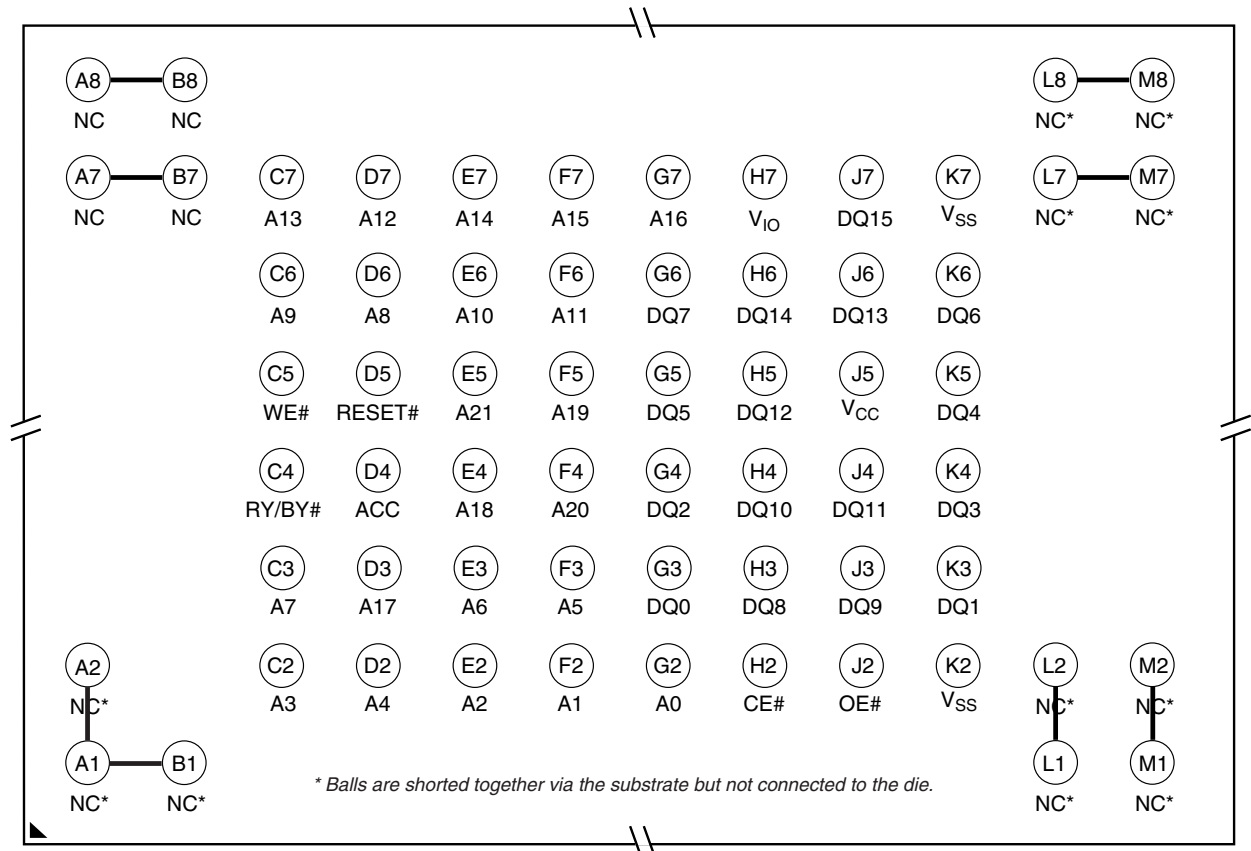 A8 B8 L8 M8
NC NC NC* NC*
A7 B7 C7 D7 E7 F7 G7 H7 J7 K7 L7 M7
NC NC A13 A12 A14 A15 A16 VIO DQ15 VSS NC* NC*
C6 D6 E6 F6 G6 H6 J6 K6
A9 A8 A10 A11 DQ7 DQ14 DQ13 DQ6
C5 D5 E5 F5 G5 H5 J5 K5
WE# RESET# A21 A19 DQ5 DQ12 VCC DQ4
C4 D4 E4 F4 G4 H4 J4 K4
RY/BY# ACC A18 A20 DQ2 DQ10 DQ11 DQ3
C3 D3 E3 F3 G3 H3 J3 K3
A7 A17 A6 A5 DQ0 DQ8 DQ9 DQ1
A2 C2 D2 E2 F2 G2 H2 J2 K2 L2 M2
NC* A3 A4 A2 A1 A0 CE# OE# VSS NC* NC*
A1 B1 L1 M1
NC* NC* NC* NC*
* Balls are shorted together via the substrate but not connected to the die.